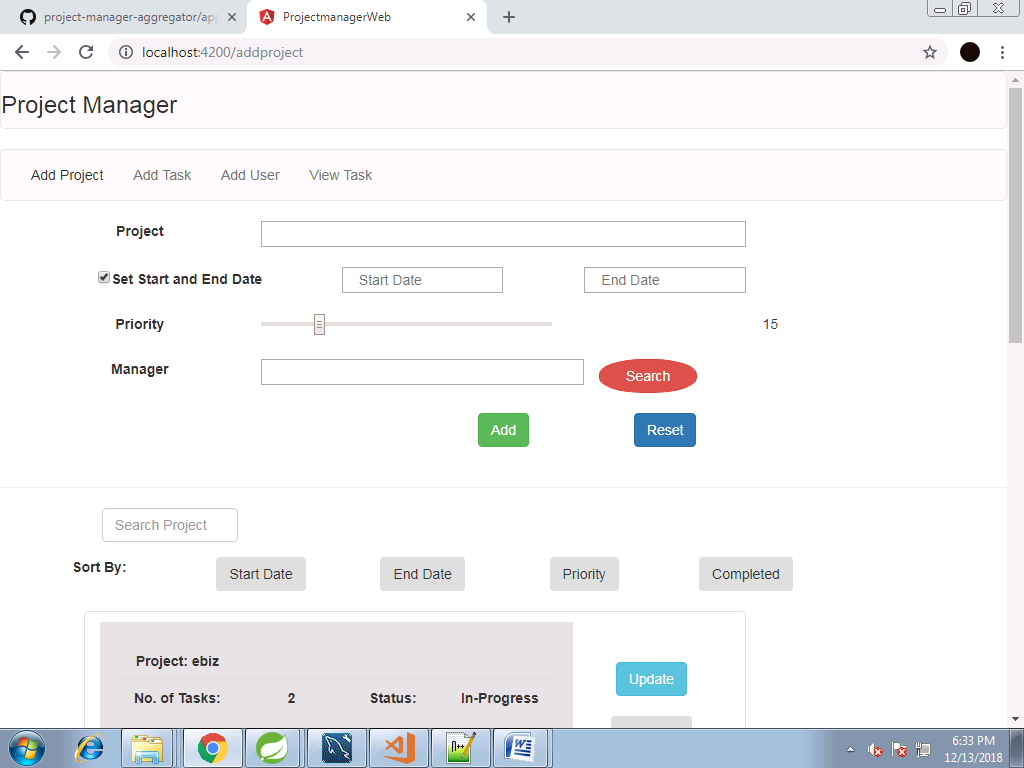 project-manager-aggregator/app
ProjectmanagerWeb
localhost:4200/addproject
Project Manager
Add Project Add Task Add User View Task
Project
Set Start and End Date Start Date End Date
Priority 15
Manager Search
Add Reset
Search Project
Sort By: Start Date End Date Priority Completed
Project: ebiz
Update
No. of Tasks: 2 Status: In-Progress
6:33 PM
12/13/2018